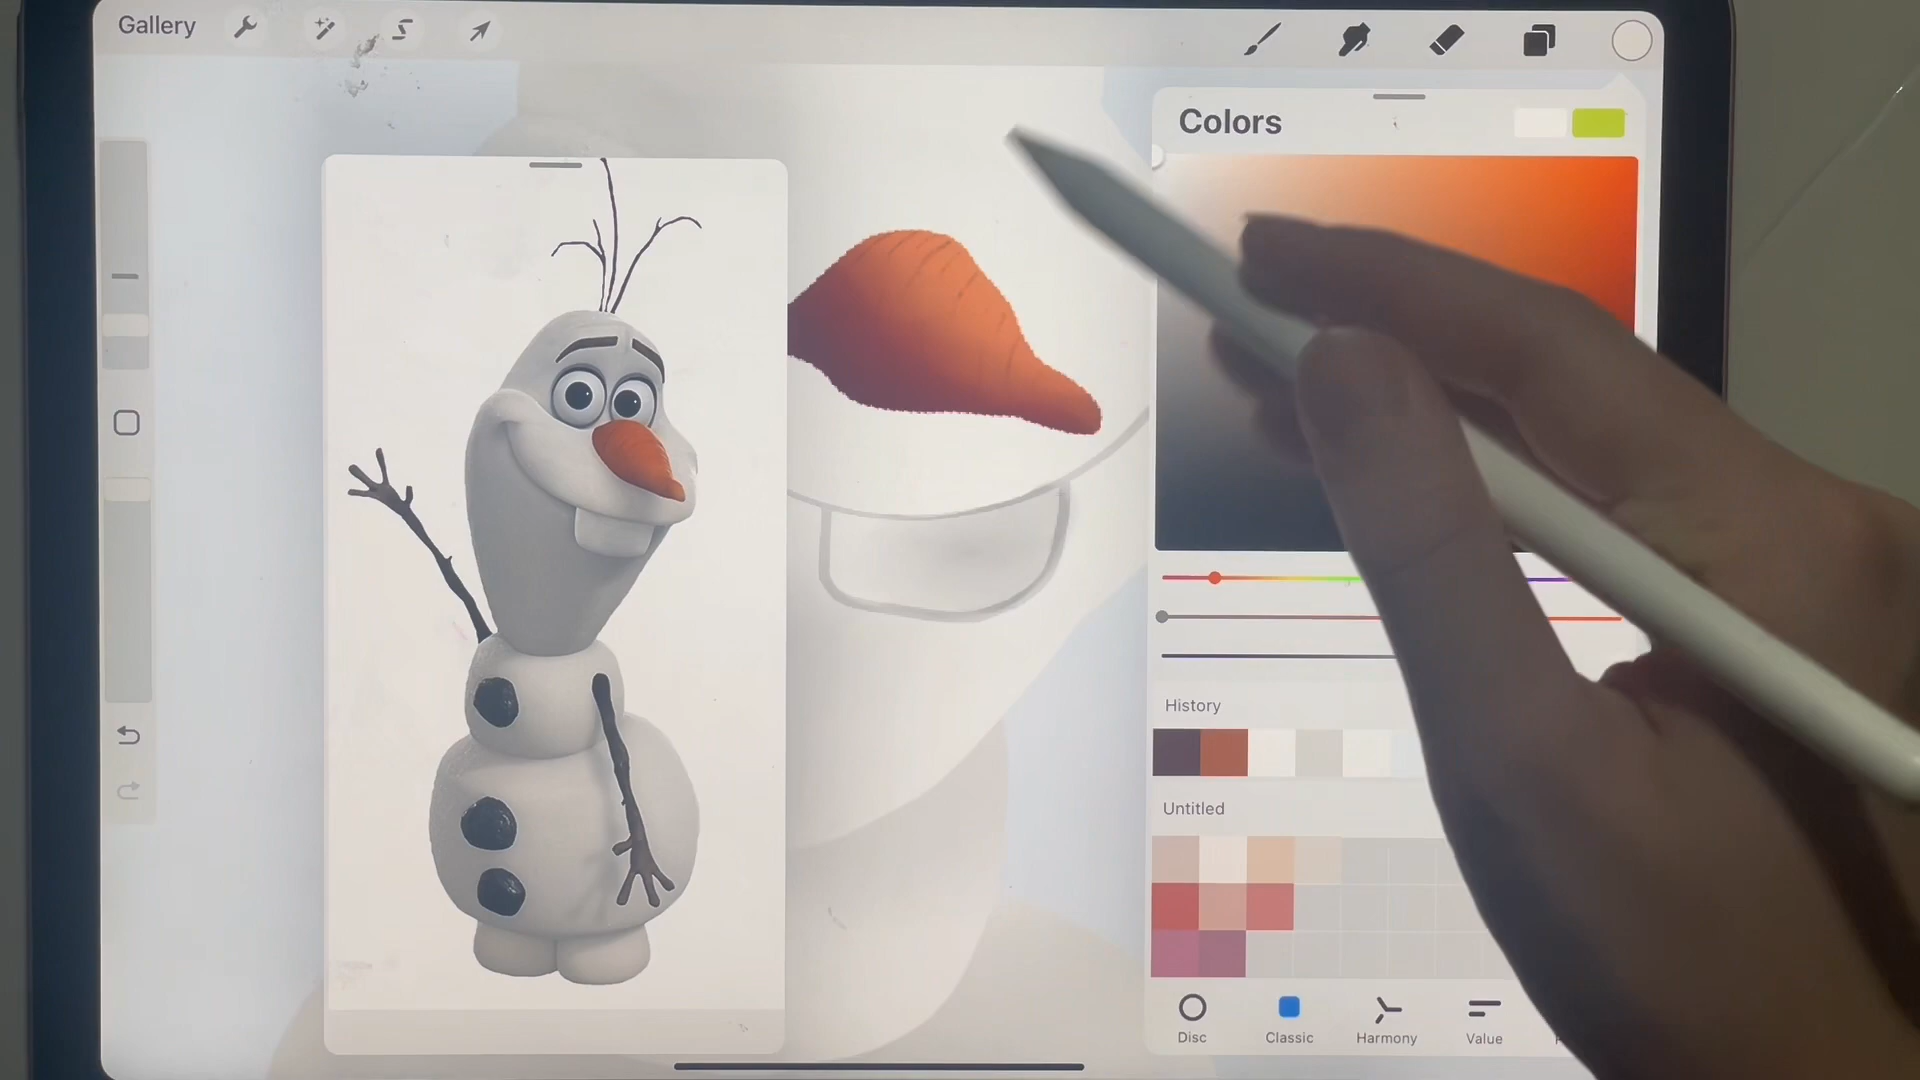 Gallery
Colors
History
Untitled
Disc
Classic
Harmony
Value